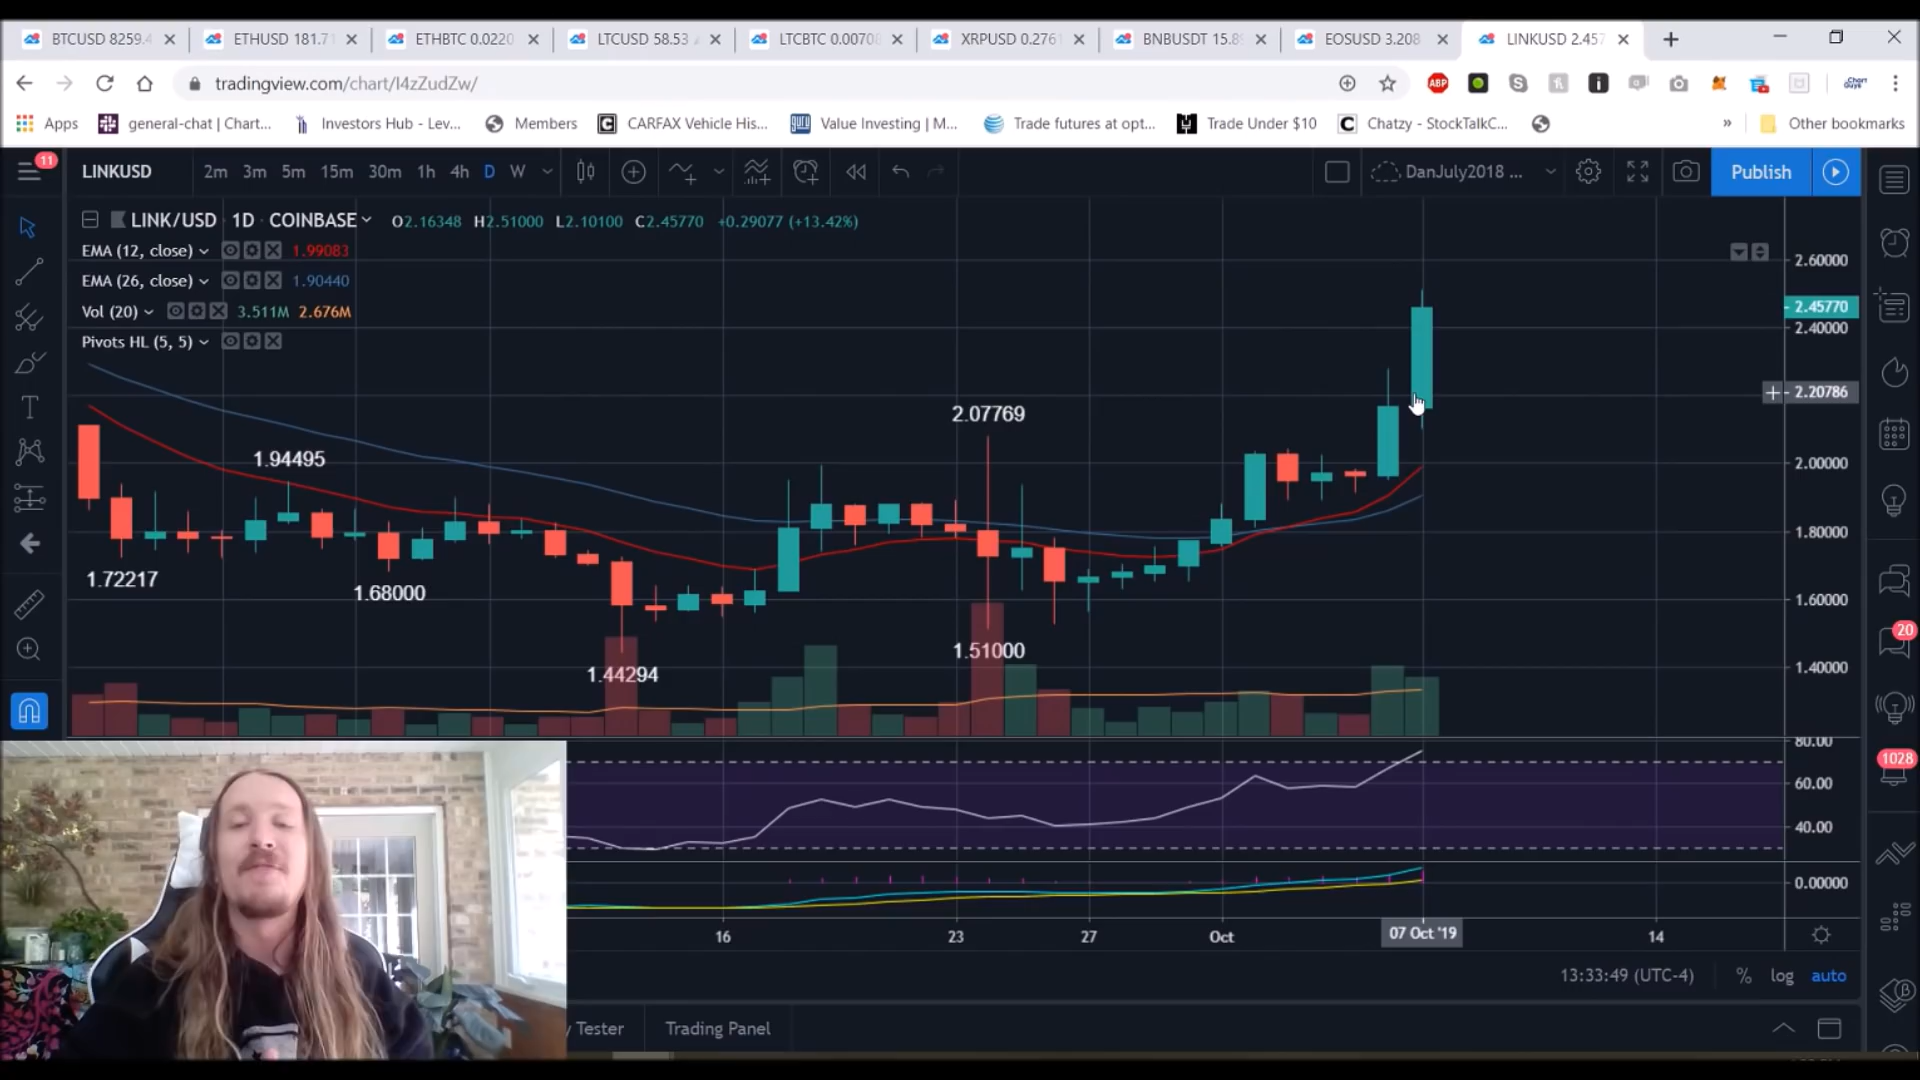 BTCUSD 8259.4 ETHUSD 181.71 ETHBTC 0.0220 LTCUSD 58.53 LTCBTC 0.00708 XRPUSD 0.2761 BNBUSDT 15.89 EOSUSD 3.208 LINKUSD 2.457
tradingview.com/chart/I4zZudZw/ ABP
Apps general-chat | Chart... Investors Hub - Lev... Members CARFAX Vehicle His... guru Value Investing | M... Trade futures at opt... Trade Under $10 Chatzy - StockTalkC... » Other bookmarks
11 LINKUSD 2m 3m 5m 15m 30m 1h 4h D W DanJuly2018 ... Publish
LINK/USD 1D COINBASE O2.16348 H2.51000 L2.10100 C2.45770 +0.29077 (+13.42%)
EMA (12, close) 1.99083
EMA (26, close) 1.90440
Vol (20) 3.511M 2.676M
Pivots HL (5, 5)
2.60000
2.45770
2.40000
2.20786
2.07769
1.94495
2.00000
1.80000
1.72217
1.68000
1.60000
1.51000
1.44294
1.40000
20
1028
80.00
60.00
40.00
0.00000
16 23 27 Oct 07 Oct '19 14
13:33:49 (UTC-4) % log auto
y Tester Trading Panel